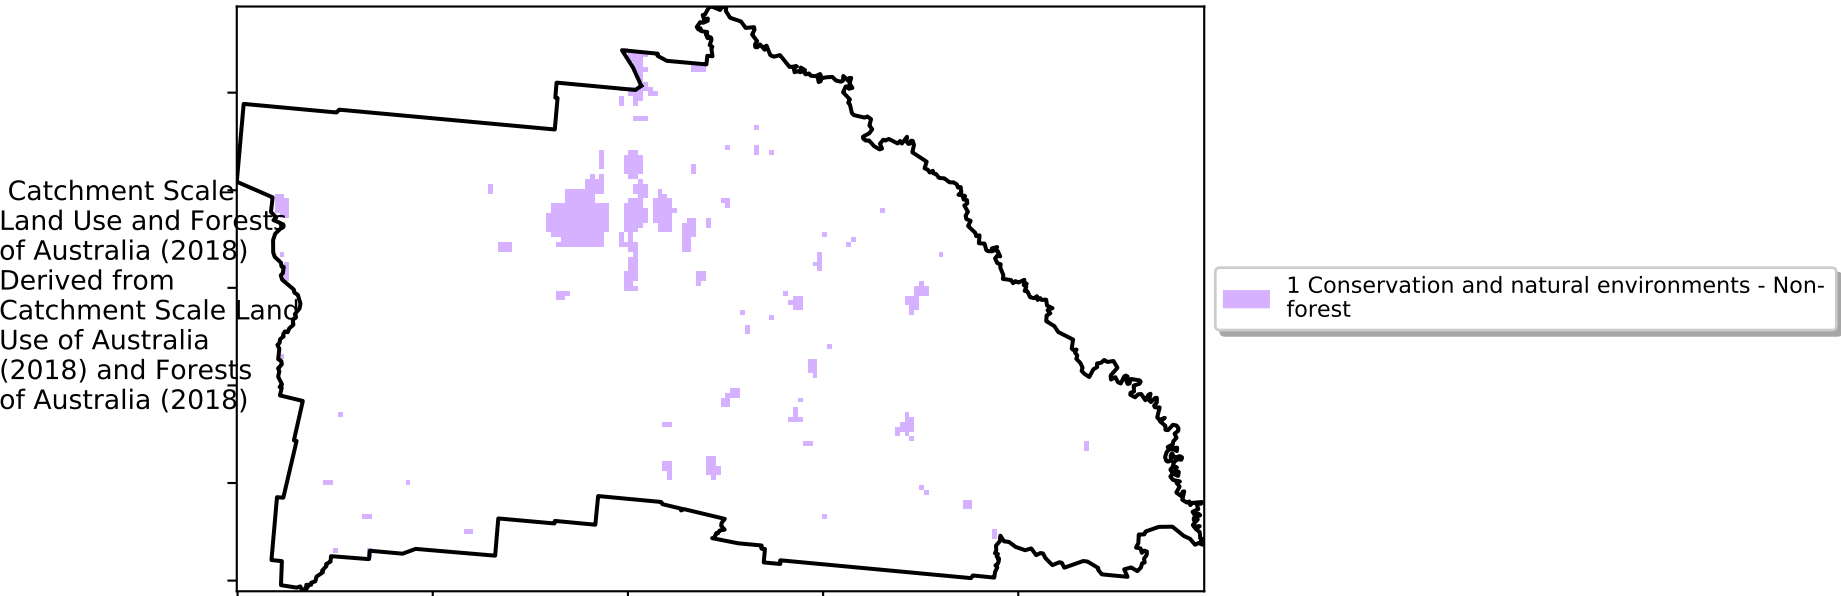 Catchment Scale
Land Use and Forests
of Australia (2018)
Derived from
Catchment Scale Land
Use of Australia
(2018) and Forests
of Australia (2018)
1 Conservation and natural environments - Non-
forest